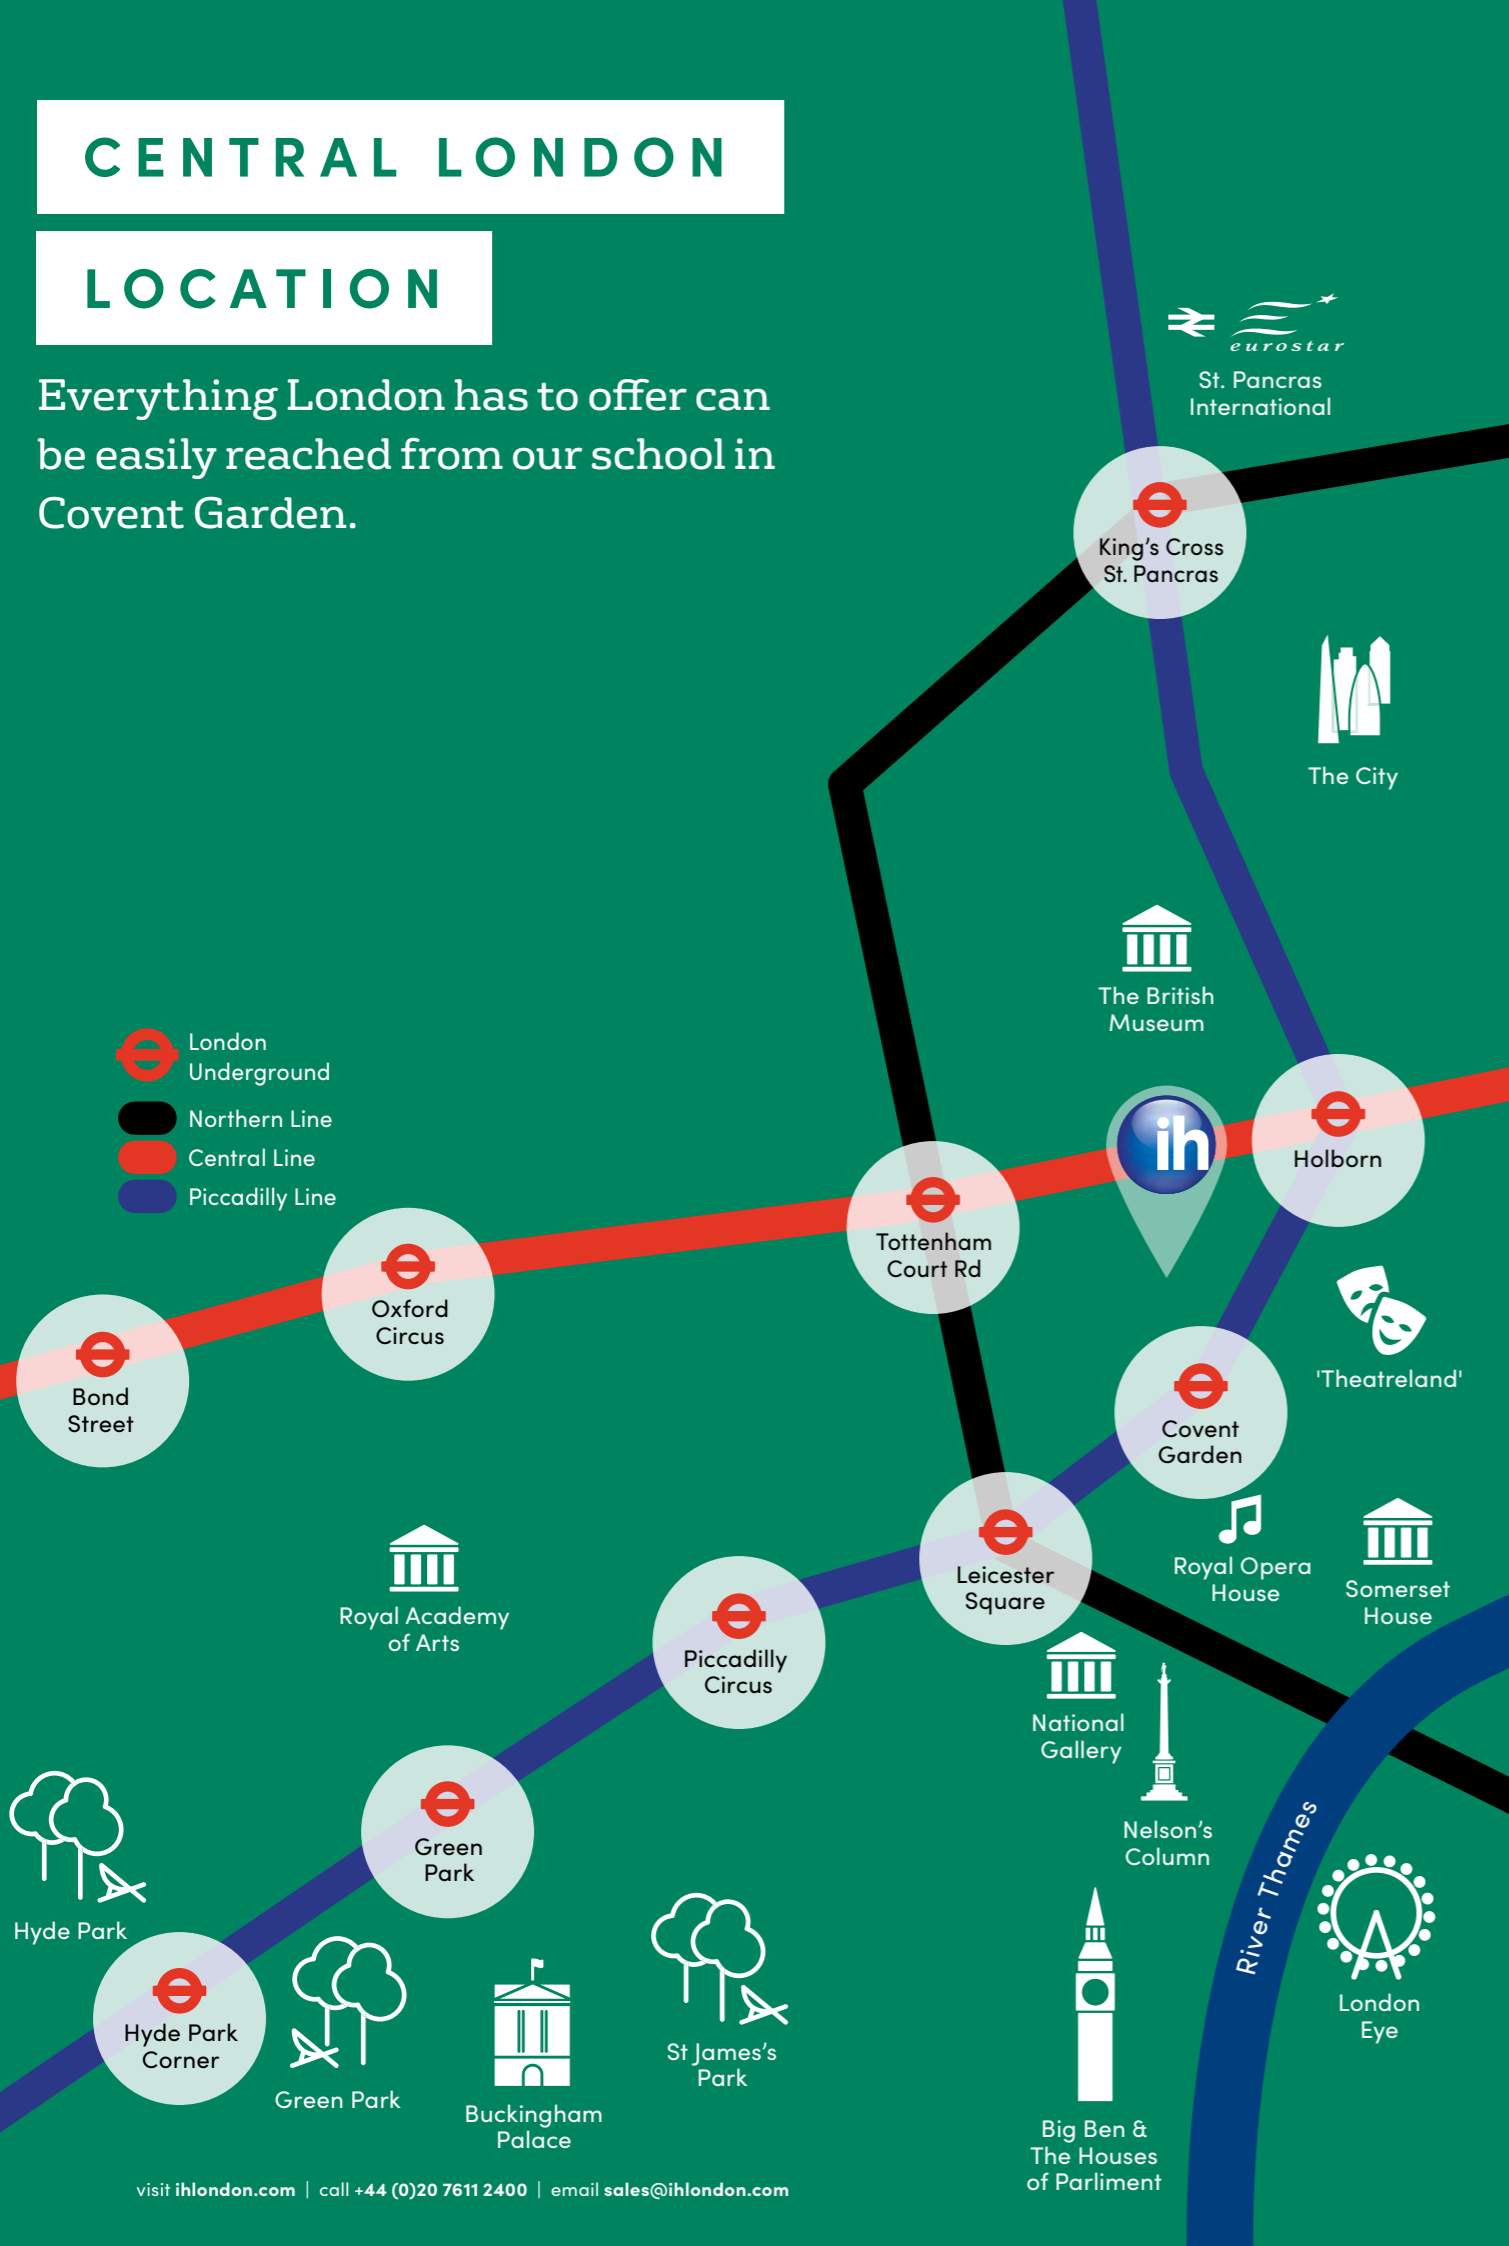 CENTRAL LONDON
LOCATION
Everything London has to offer can
be easily reached from our school in
Covent Garden.
eurostar
St. Pancras
International
King's Cross
St. Pancras
The City
The British
Museum
London
Underground
Northern Line
Central Line
Piccadilly Line
ih
Holborn
Tottenham
Court Rd
Oxford
Circus
Bond
Street
'Theatreland'
Covent
Garden
Leicester
Square
Royal Opera
House
Somerset
House
Royal Academy
of Arts
Piccadilly
Circus
National
Gallery
Nelson's
Column
Green
Park
River Thames
Hyde Park
London
Eye
Hyde Park
Corner
St James's
Park
Green Park
Buckingham
Palace
Big Ben &
The Houses
of Parliment
visit ihlondon.com | call +44 (0)20 7611 2400 | email sales@ihlondon.com